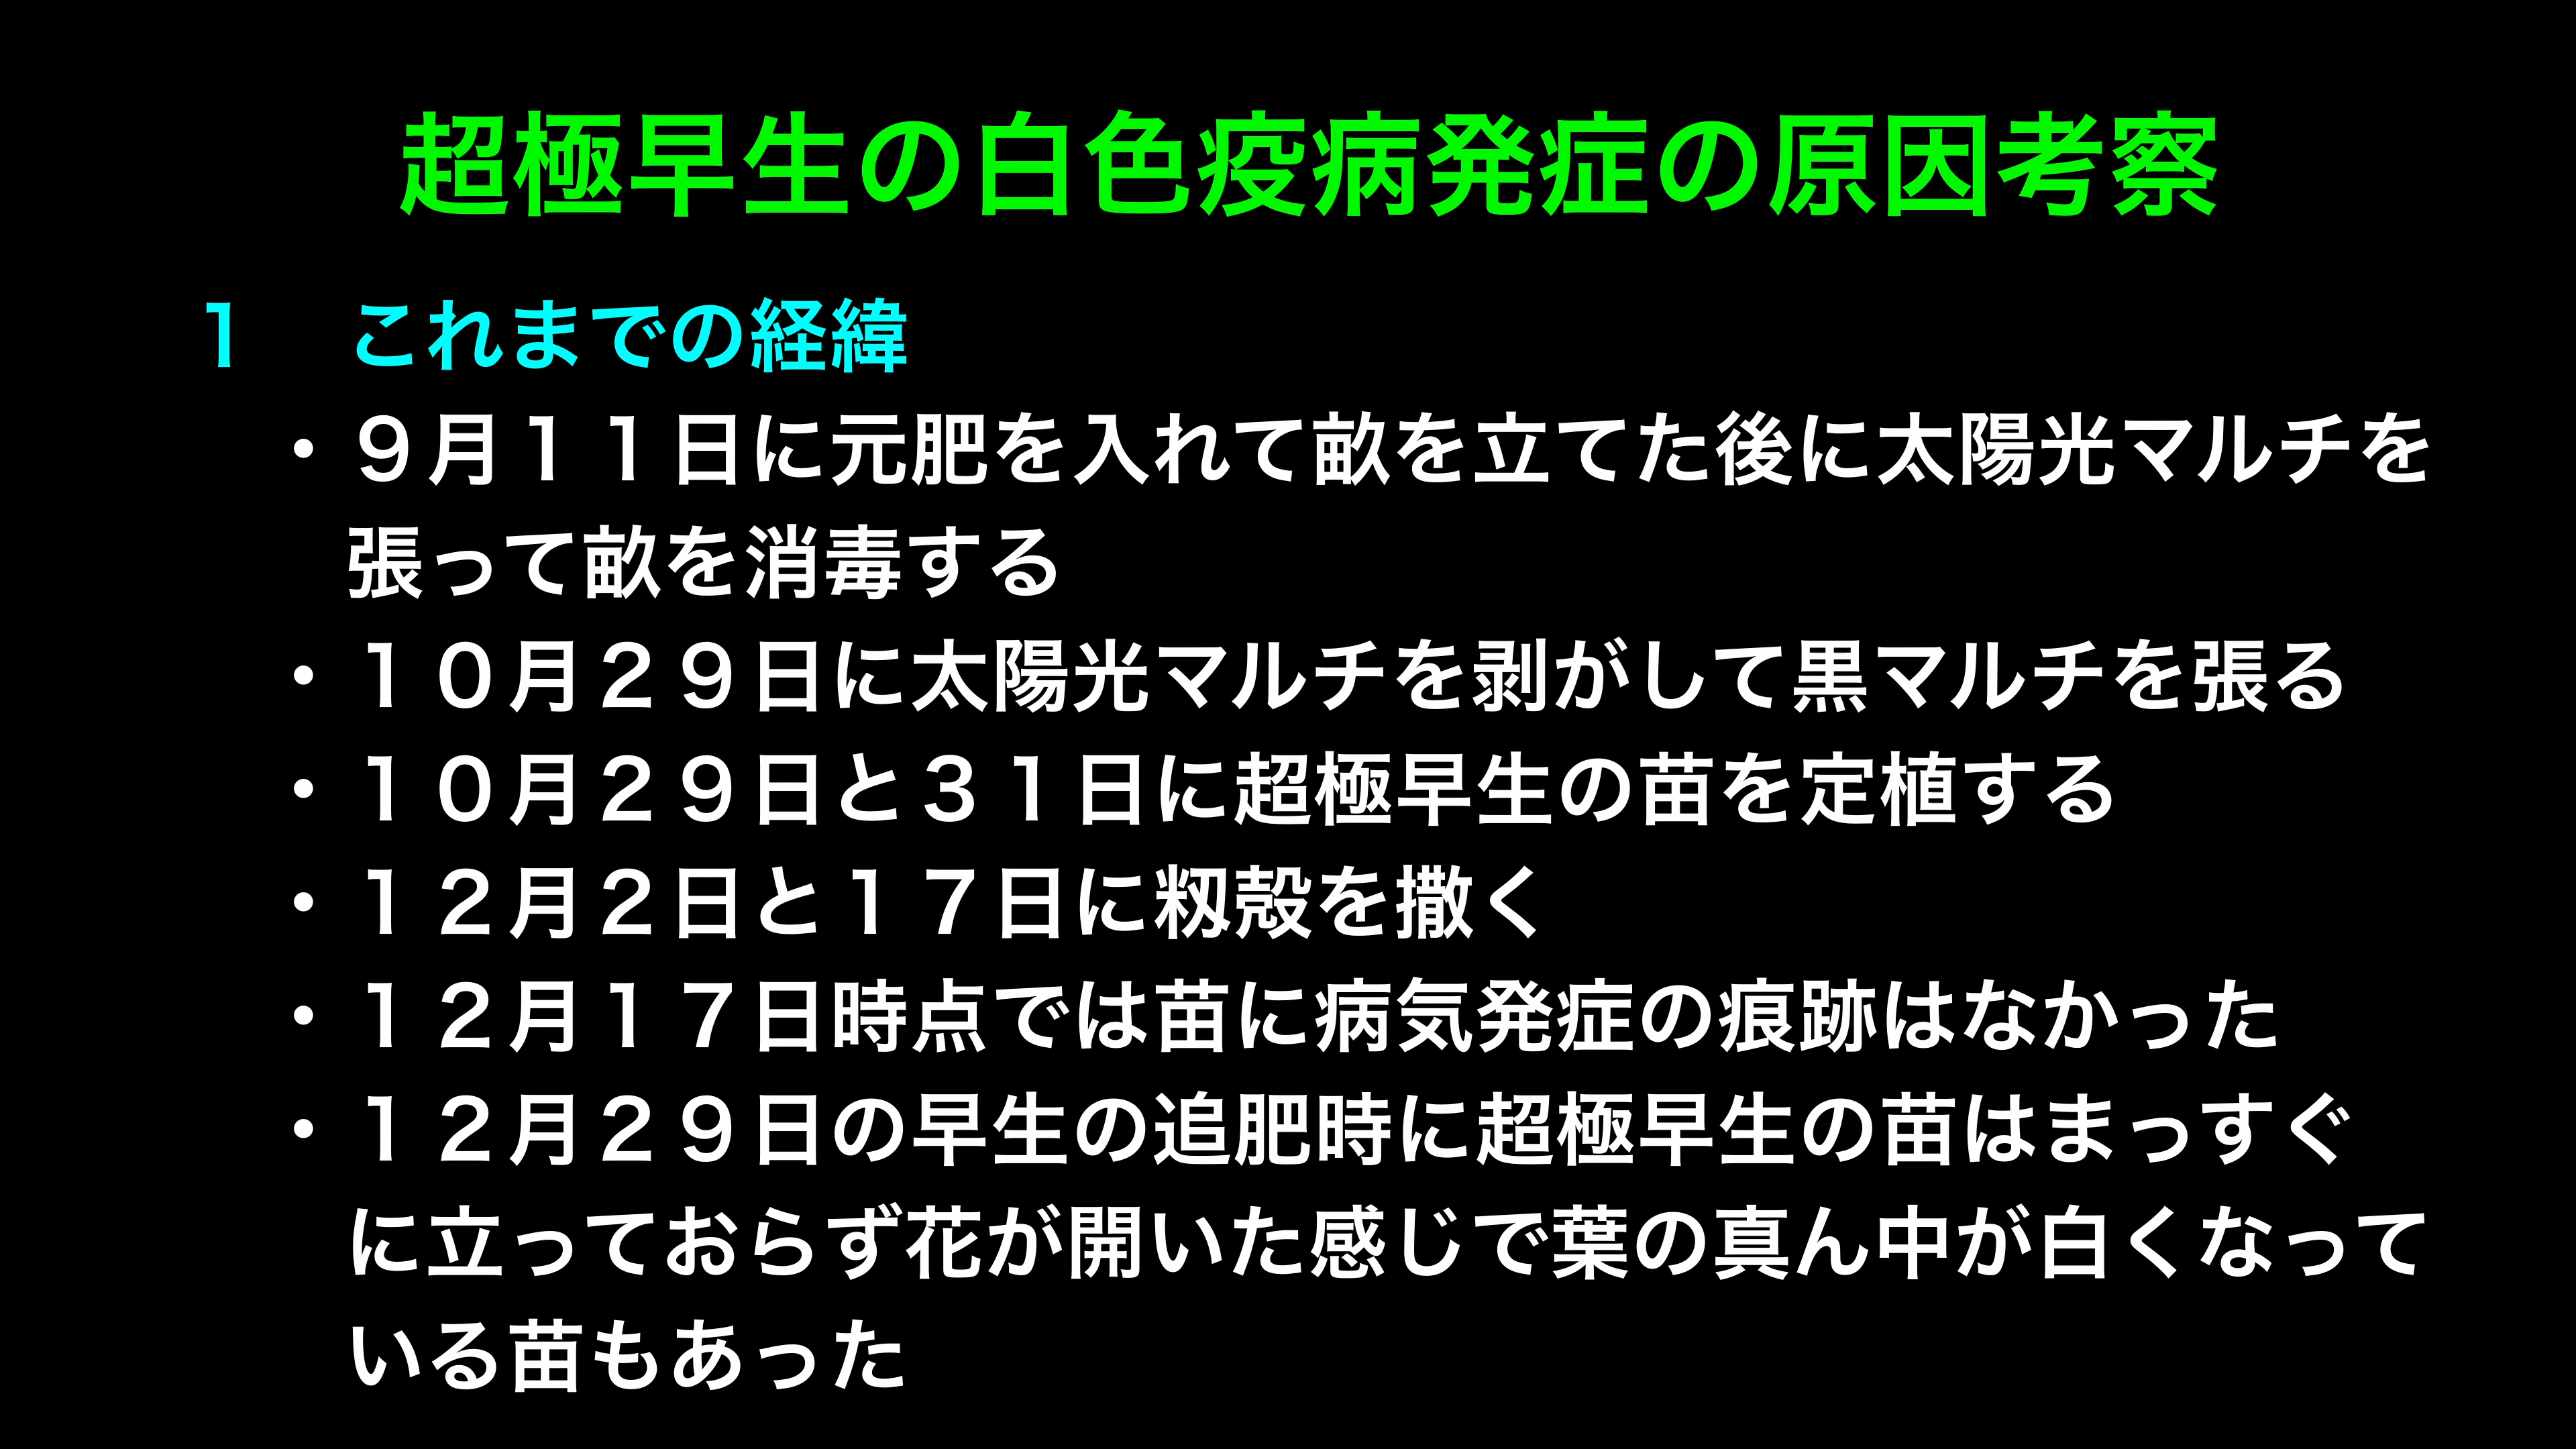 超極早生の白色疫病発症の原因考察
１　これまでの経緯
・９月１１日に元肥を入れて畝を立てた後に太陽光マルチを
張って畝を消毒する
・１０月２９日に太陽光マルチを剥がして黒マルチを張る
・１０月２９日と３１日に超極早生の苗を定植する
・１２月２日と１７日に籾殻を撒く
・１２月１７日時点では苗に病気発症の痕跡はなかった
・１２月２９日の早生の追肥時に超極早生の苗はまっすぐ
に立っておらず花が開いた感じで葉の真ん中が白くなって
いる苗もあった